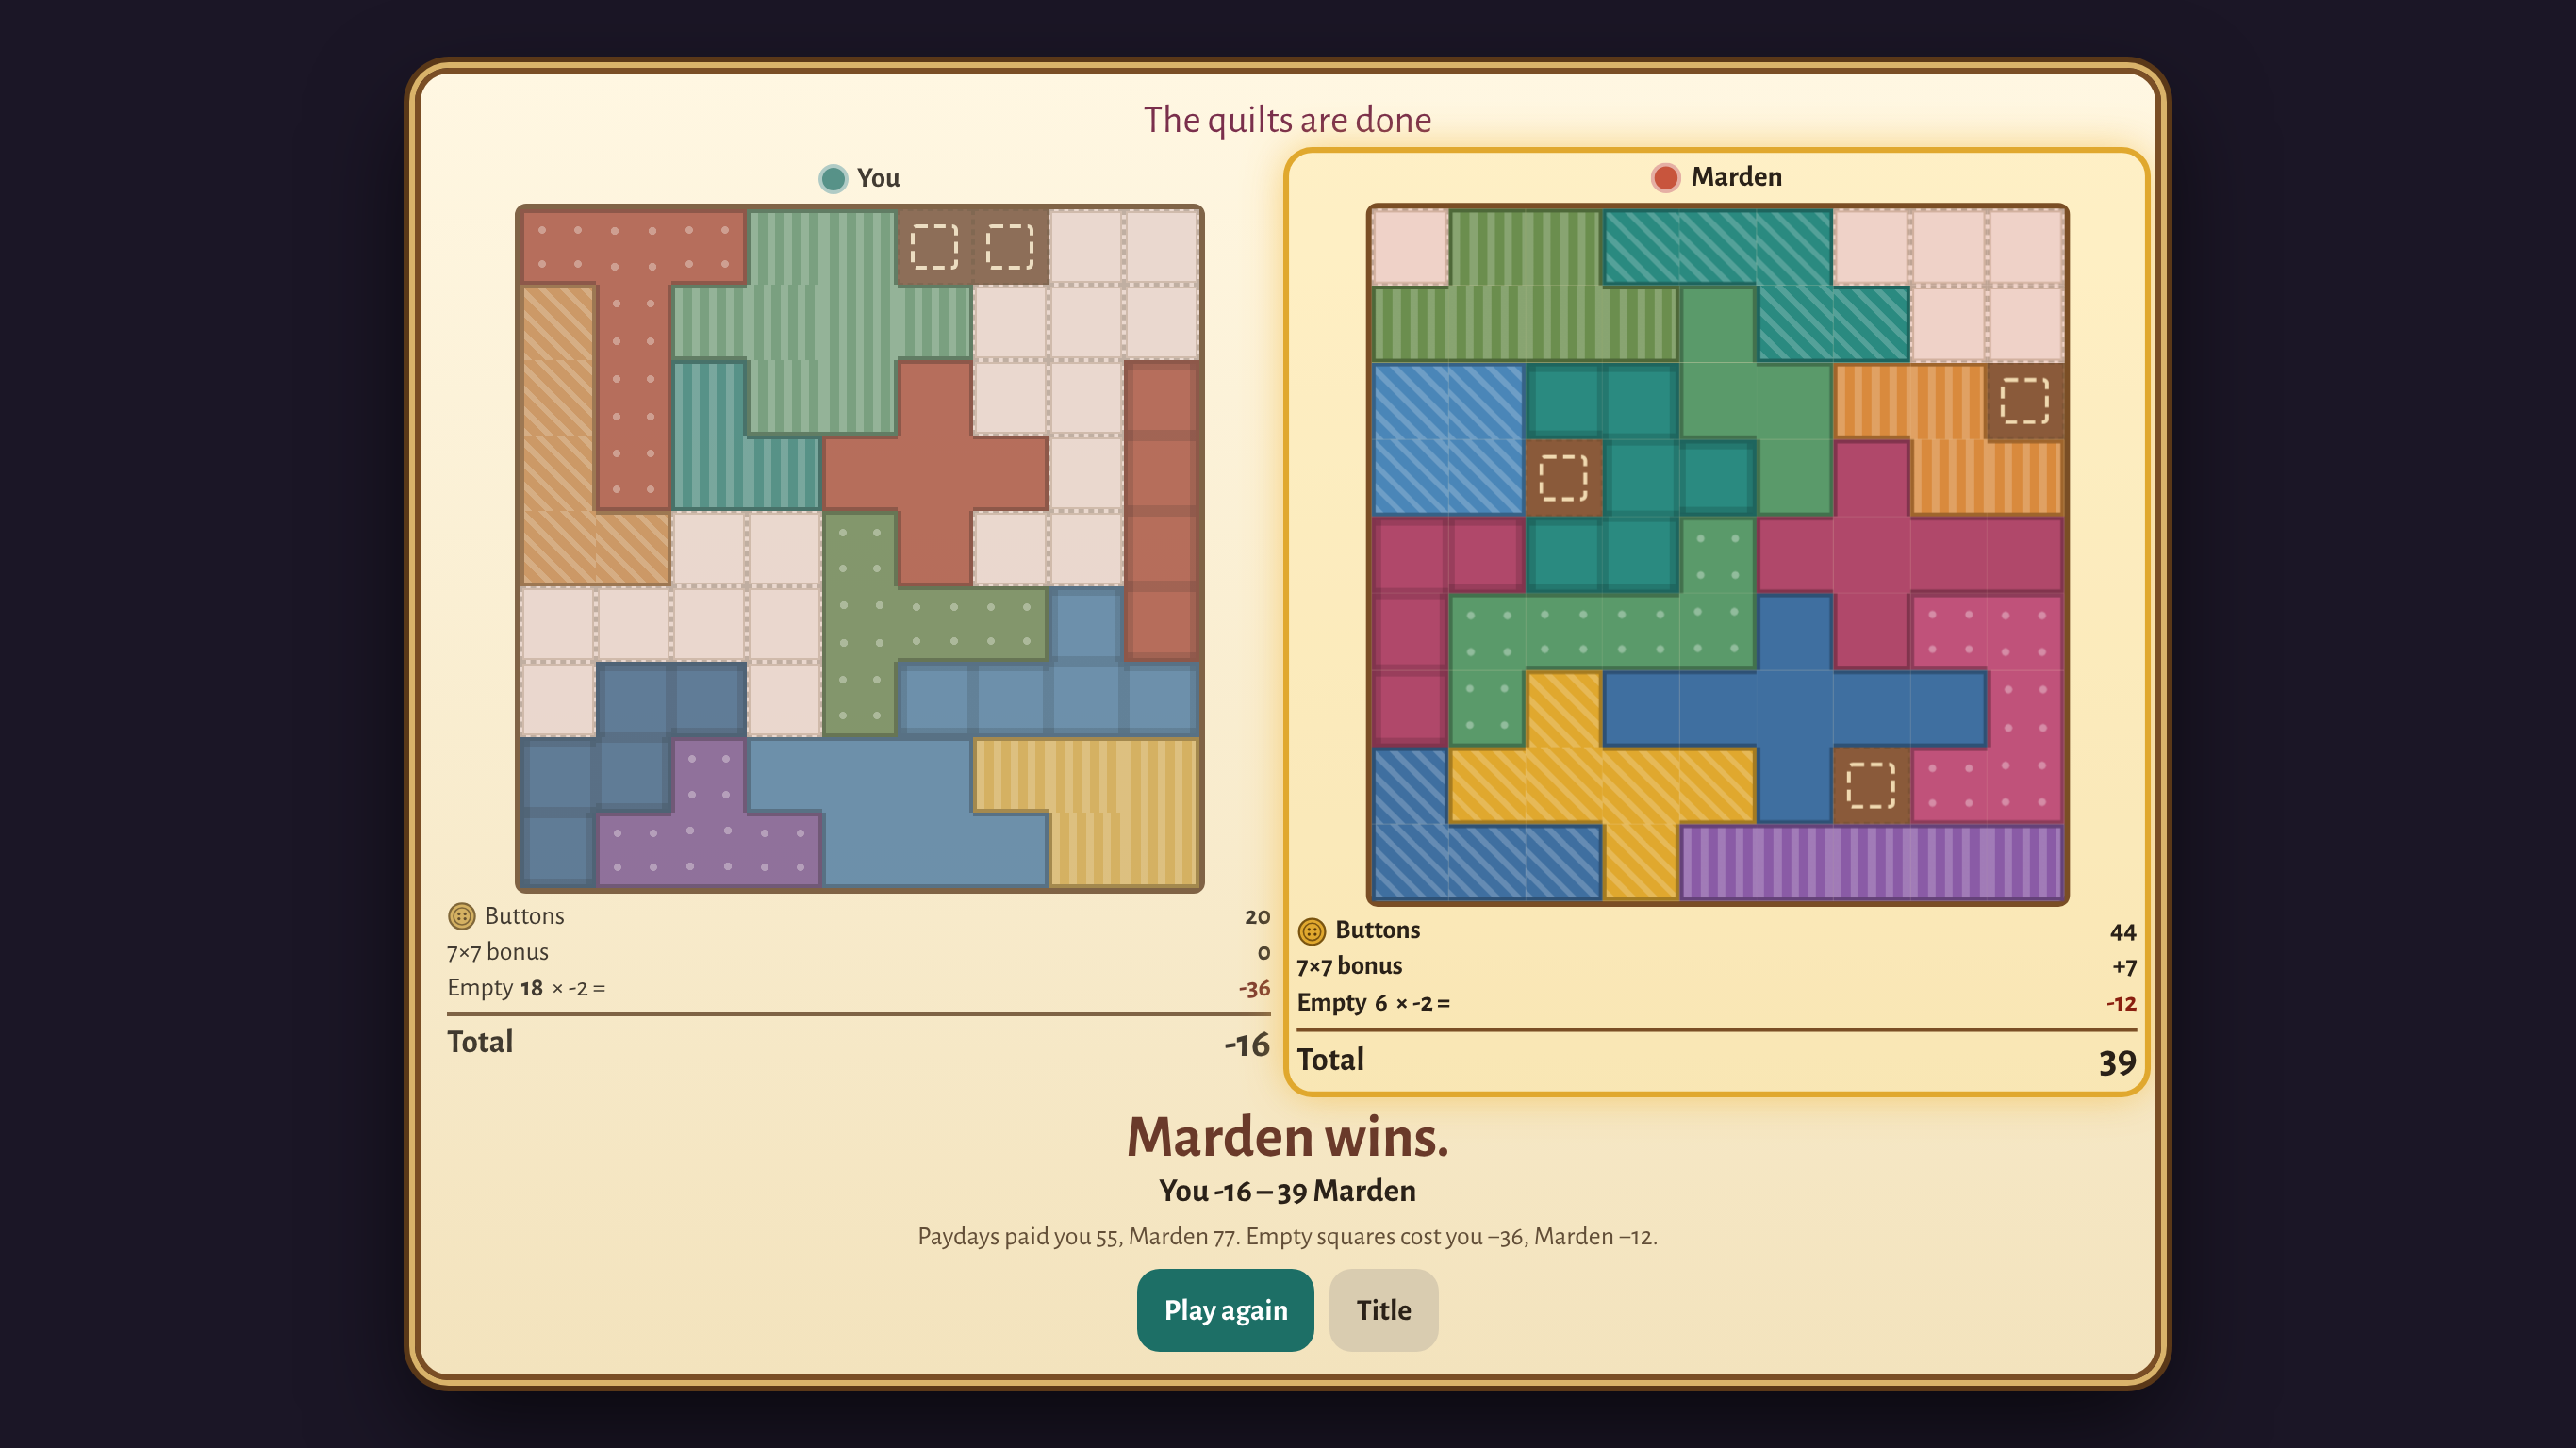 The quilts are done
You
Buttons 20
7×7 bonus 0
Empty 18 × -2 = -36
Total -16
Marden
Buttons 44
7×7 bonus +7
Empty 6 × -2 = -12
Total 39
Marden wins.
You -16 – 39 Marden
Paydays paid you 55, Marden 77. Empty squares cost you −36, Marden −12.
Play again
Title